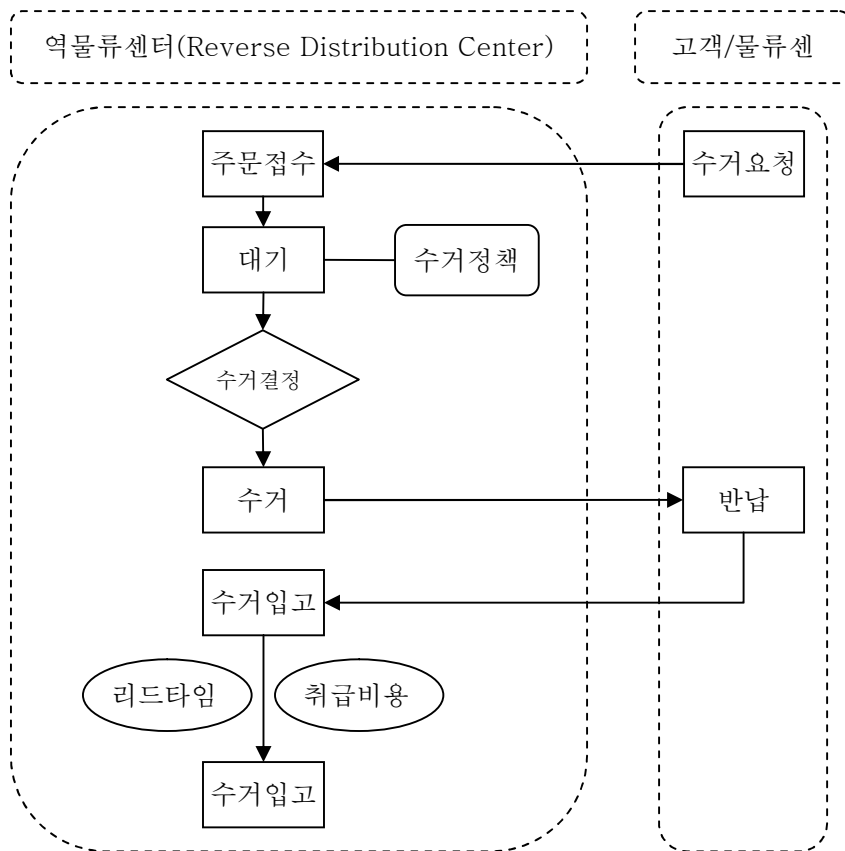 역물류센터(Reverse Distribution Center)
고객/물류센
주문접수
수거요청
대기
수거정책
수거결정
수거
반납
수거입고
리드타임
취급비용
수거입고